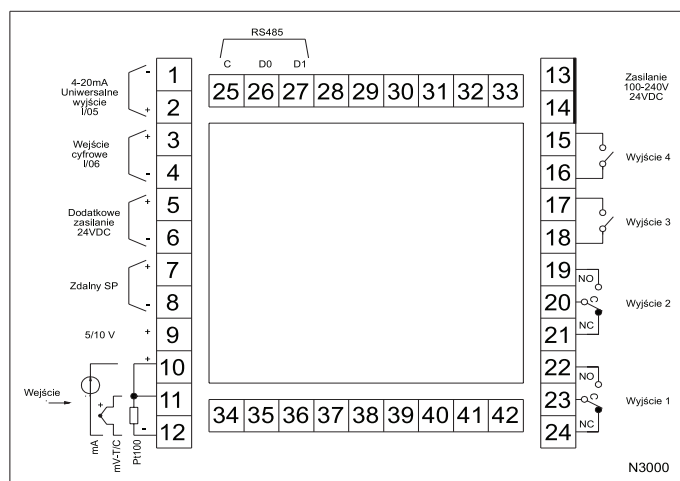 RS485
C D0 D1
25 26 27 28 29 30 31 32 33
4-20mA
Uniwersalne
wyjście
I/05
- 1
+ 2
Wejście
cyfrowe
I/06
+ 3
- 4
Dodatkowe
zasilanie
24VDC
+ 5
- 6
Zdalny SP
+ 7
- 8
5/10 V + 9
Wejście
+ 10
+ 11
- 12
mA
mV-T/C
Pt100
34 35 36 37 38 39 40 41 42
13
14
Zasilanie
100-240V
24VDC
15
16
Wyjście 4
17
18
Wyjście 3
19 NO
20 C
21 NC
Wyjście 2
22 NO
23 C
24 NC
Wyjście 1
N3000